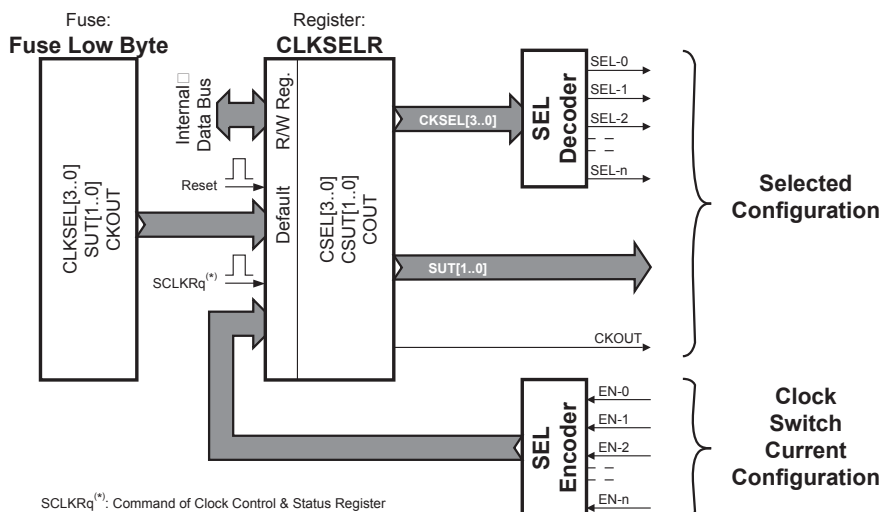 Fuse:
Fuse Low Byte
Register:
CLKSELR
CLKSEL[3..0]
SUT[1..0]
CKOUT
Internal□
Data Bus
Reset
SCLKRq(*)
R/W Reg.
Default
CSEL[3..0]
CSUT[1..0]
COUT
CKSEL[3..0]
SUT[1..0]
CKOUT
SEL
Decoder
SEL-0
SEL-1
SEL-2
SEL-n
Selected
Configuration
SEL
Encoder
EN-0
EN-1
EN-2
EN-n
Clock
Switch
Current
Configuration
SCLKRq(*): Command of Clock Control & Status Register